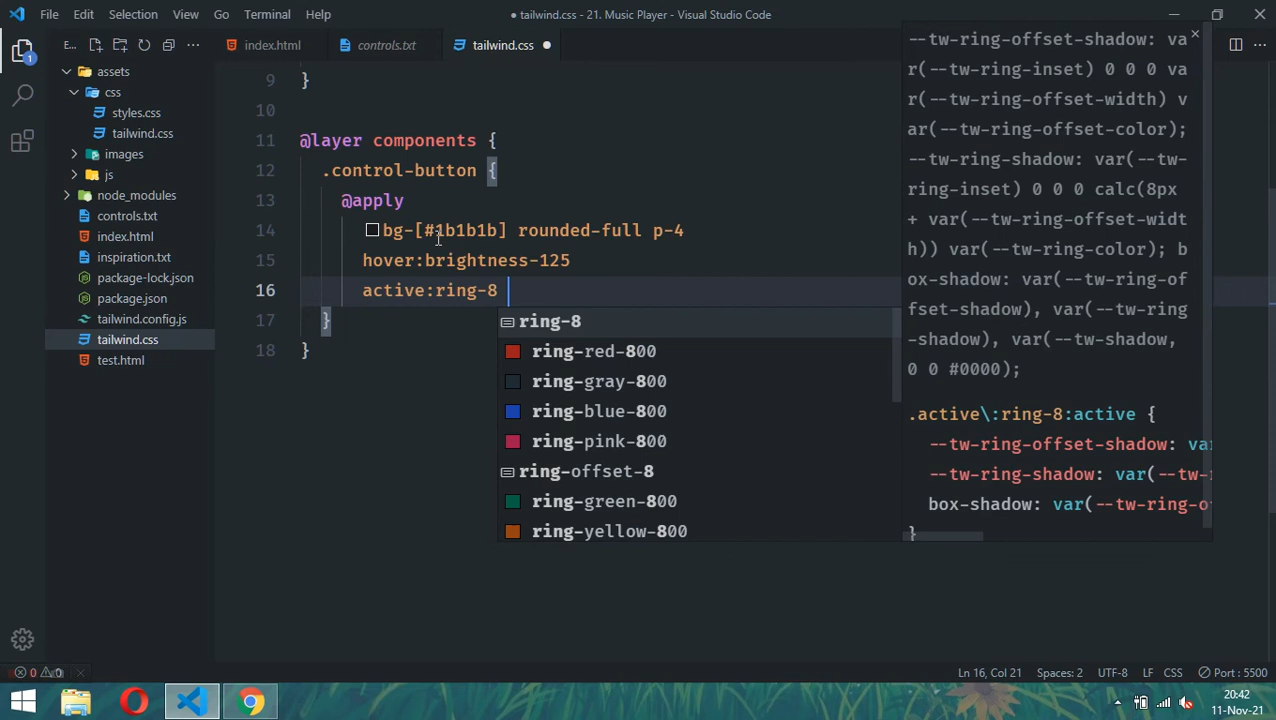 File Edit Selection View Go Terminal Help
● tailwind.css - 21. Music Player - Visual Studio Code
E...
index.html
controls.txt
tailwind.css ●
assets
css
styles.css
tailwind.css
images
js
node_modules
controls.txt
index.html
inspiration.txt
package-lock.json
package.json
tailwind.config.js
tailwind.css
test.html
1
9 }
10
11 @layer components {
12 .control-button {
13 @apply
14 bg-[#1b1b1b] rounded-full p-4
15 hover:brightness-125
16 active:ring-8
17 }
18 }
ring-8
ring-red-800
ring-gray-800
ring-blue-800
ring-pink-800
ring-offset-8
ring-green-800
ring-yellow-800
--tw-ring-offset-shadow: va
r(--tw-ring-inset) 0 0 0 va
r(--tw-ring-offset-width) v
ar(--tw-ring-offset-color);
--tw-ring-shadow: var(--tw-
ring-inset) 0 0 0 calc(8px
+ var(--tw-ring-offset-widt
h)) var(--tw-ring-color); b
ox-shadow: var(--tw-ring-of
fset-shadow), var(--tw-ring
-shadow), var(--tw-shadow,
0 0 #0000);
.active\:ring-8:active {
--tw-ring-offset-shadow: va
--tw-ring-shadow: var(--tw-
box-shadow: var(--tw-ring-o
}
0 0
Ln 16, Col 21 Spaces: 2 UTF-8 LF CSS Port : 5500
20:42
11-Nov-21